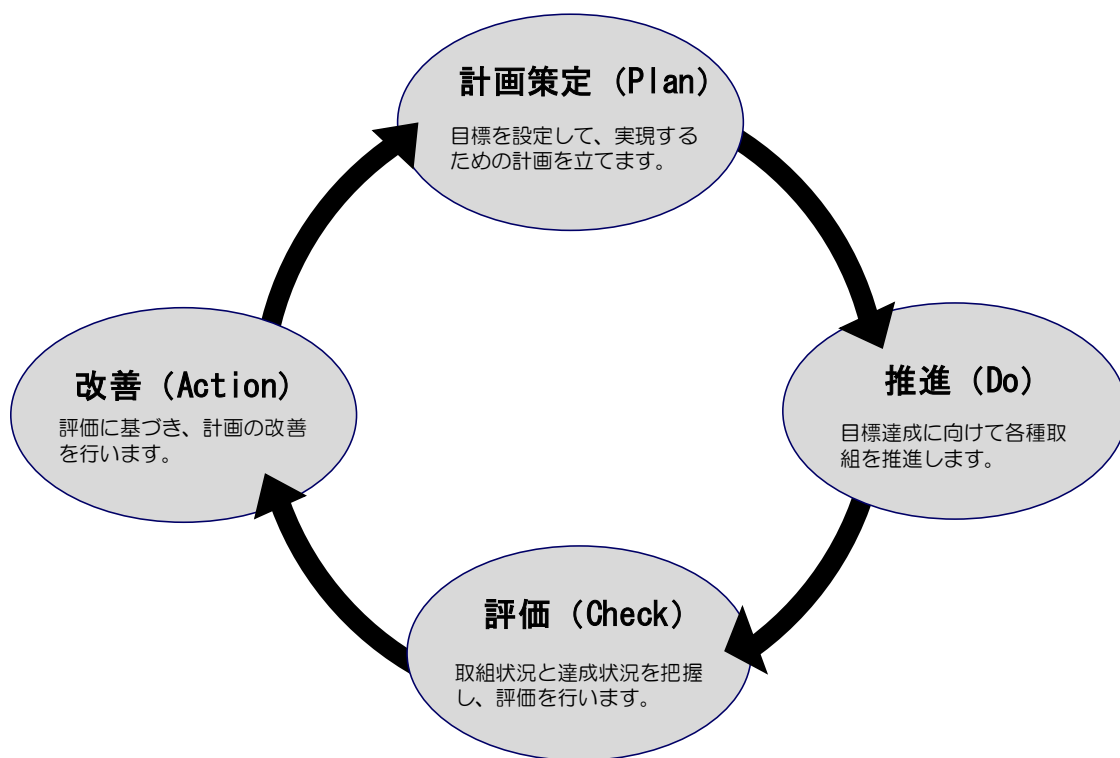 計画策定（Plan）
目標を設定して、実現する
ための計画を立てます。
推進（Do）
目標達成に向けて各種取
組を推進します。
評価（Check）
取組状況と達成状況を把握
し、評価を行います。
改善（Action）
評価に基づき、計画の改善
を行います。